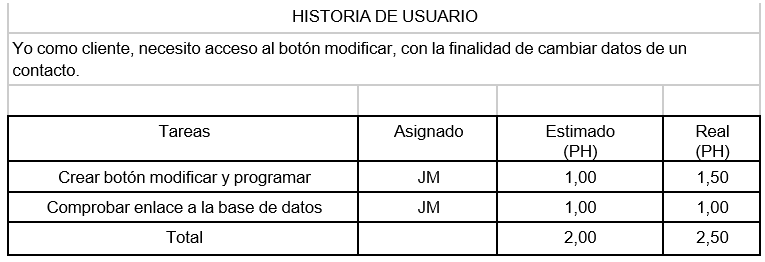 HISTORIA DE USUARIO
Yo como cliente, necesito acceso al botón modificar, con la finalidad de cambiar datos de un
contacto.
Tareas Asignado Estimado (PH) Real (PH)
Crear botón modificar y programar JM 1,00 1,50
Comprobar enlace a la base de datos JM 1,00 1,00
Total 2,00 2,50